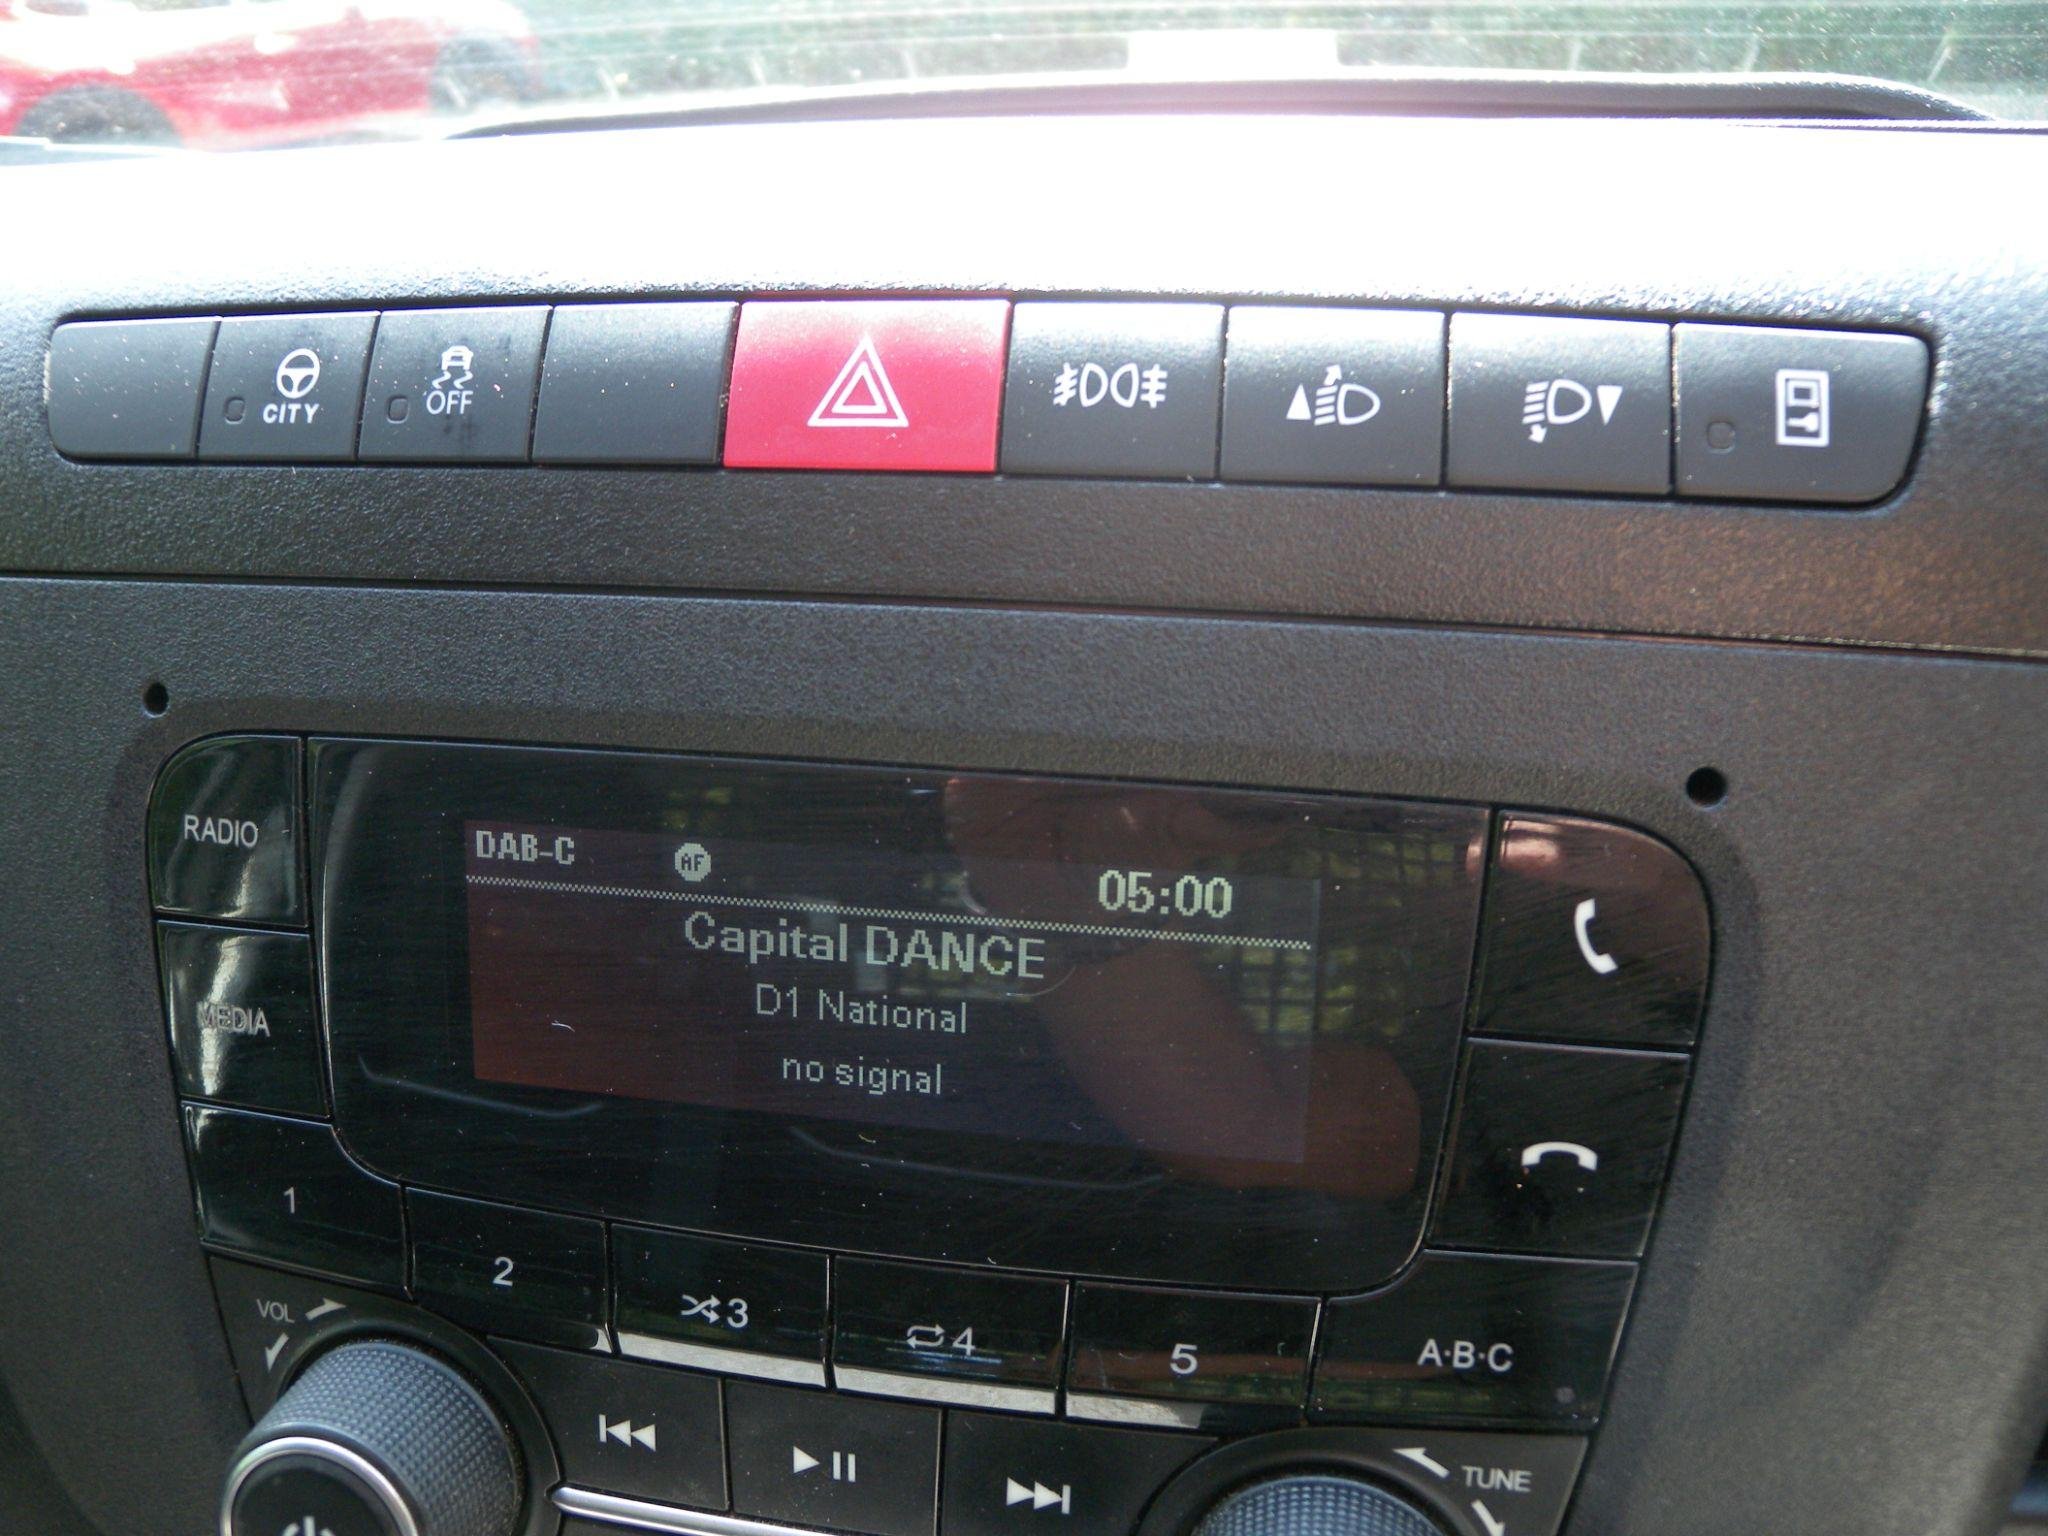 CITY
OFF
RADIO
DAB-C AF 05:00
Capital DANCE
D1 National
no signal
MEDIA
1
2
3
4
5
A·B·C
VOL
TUNE